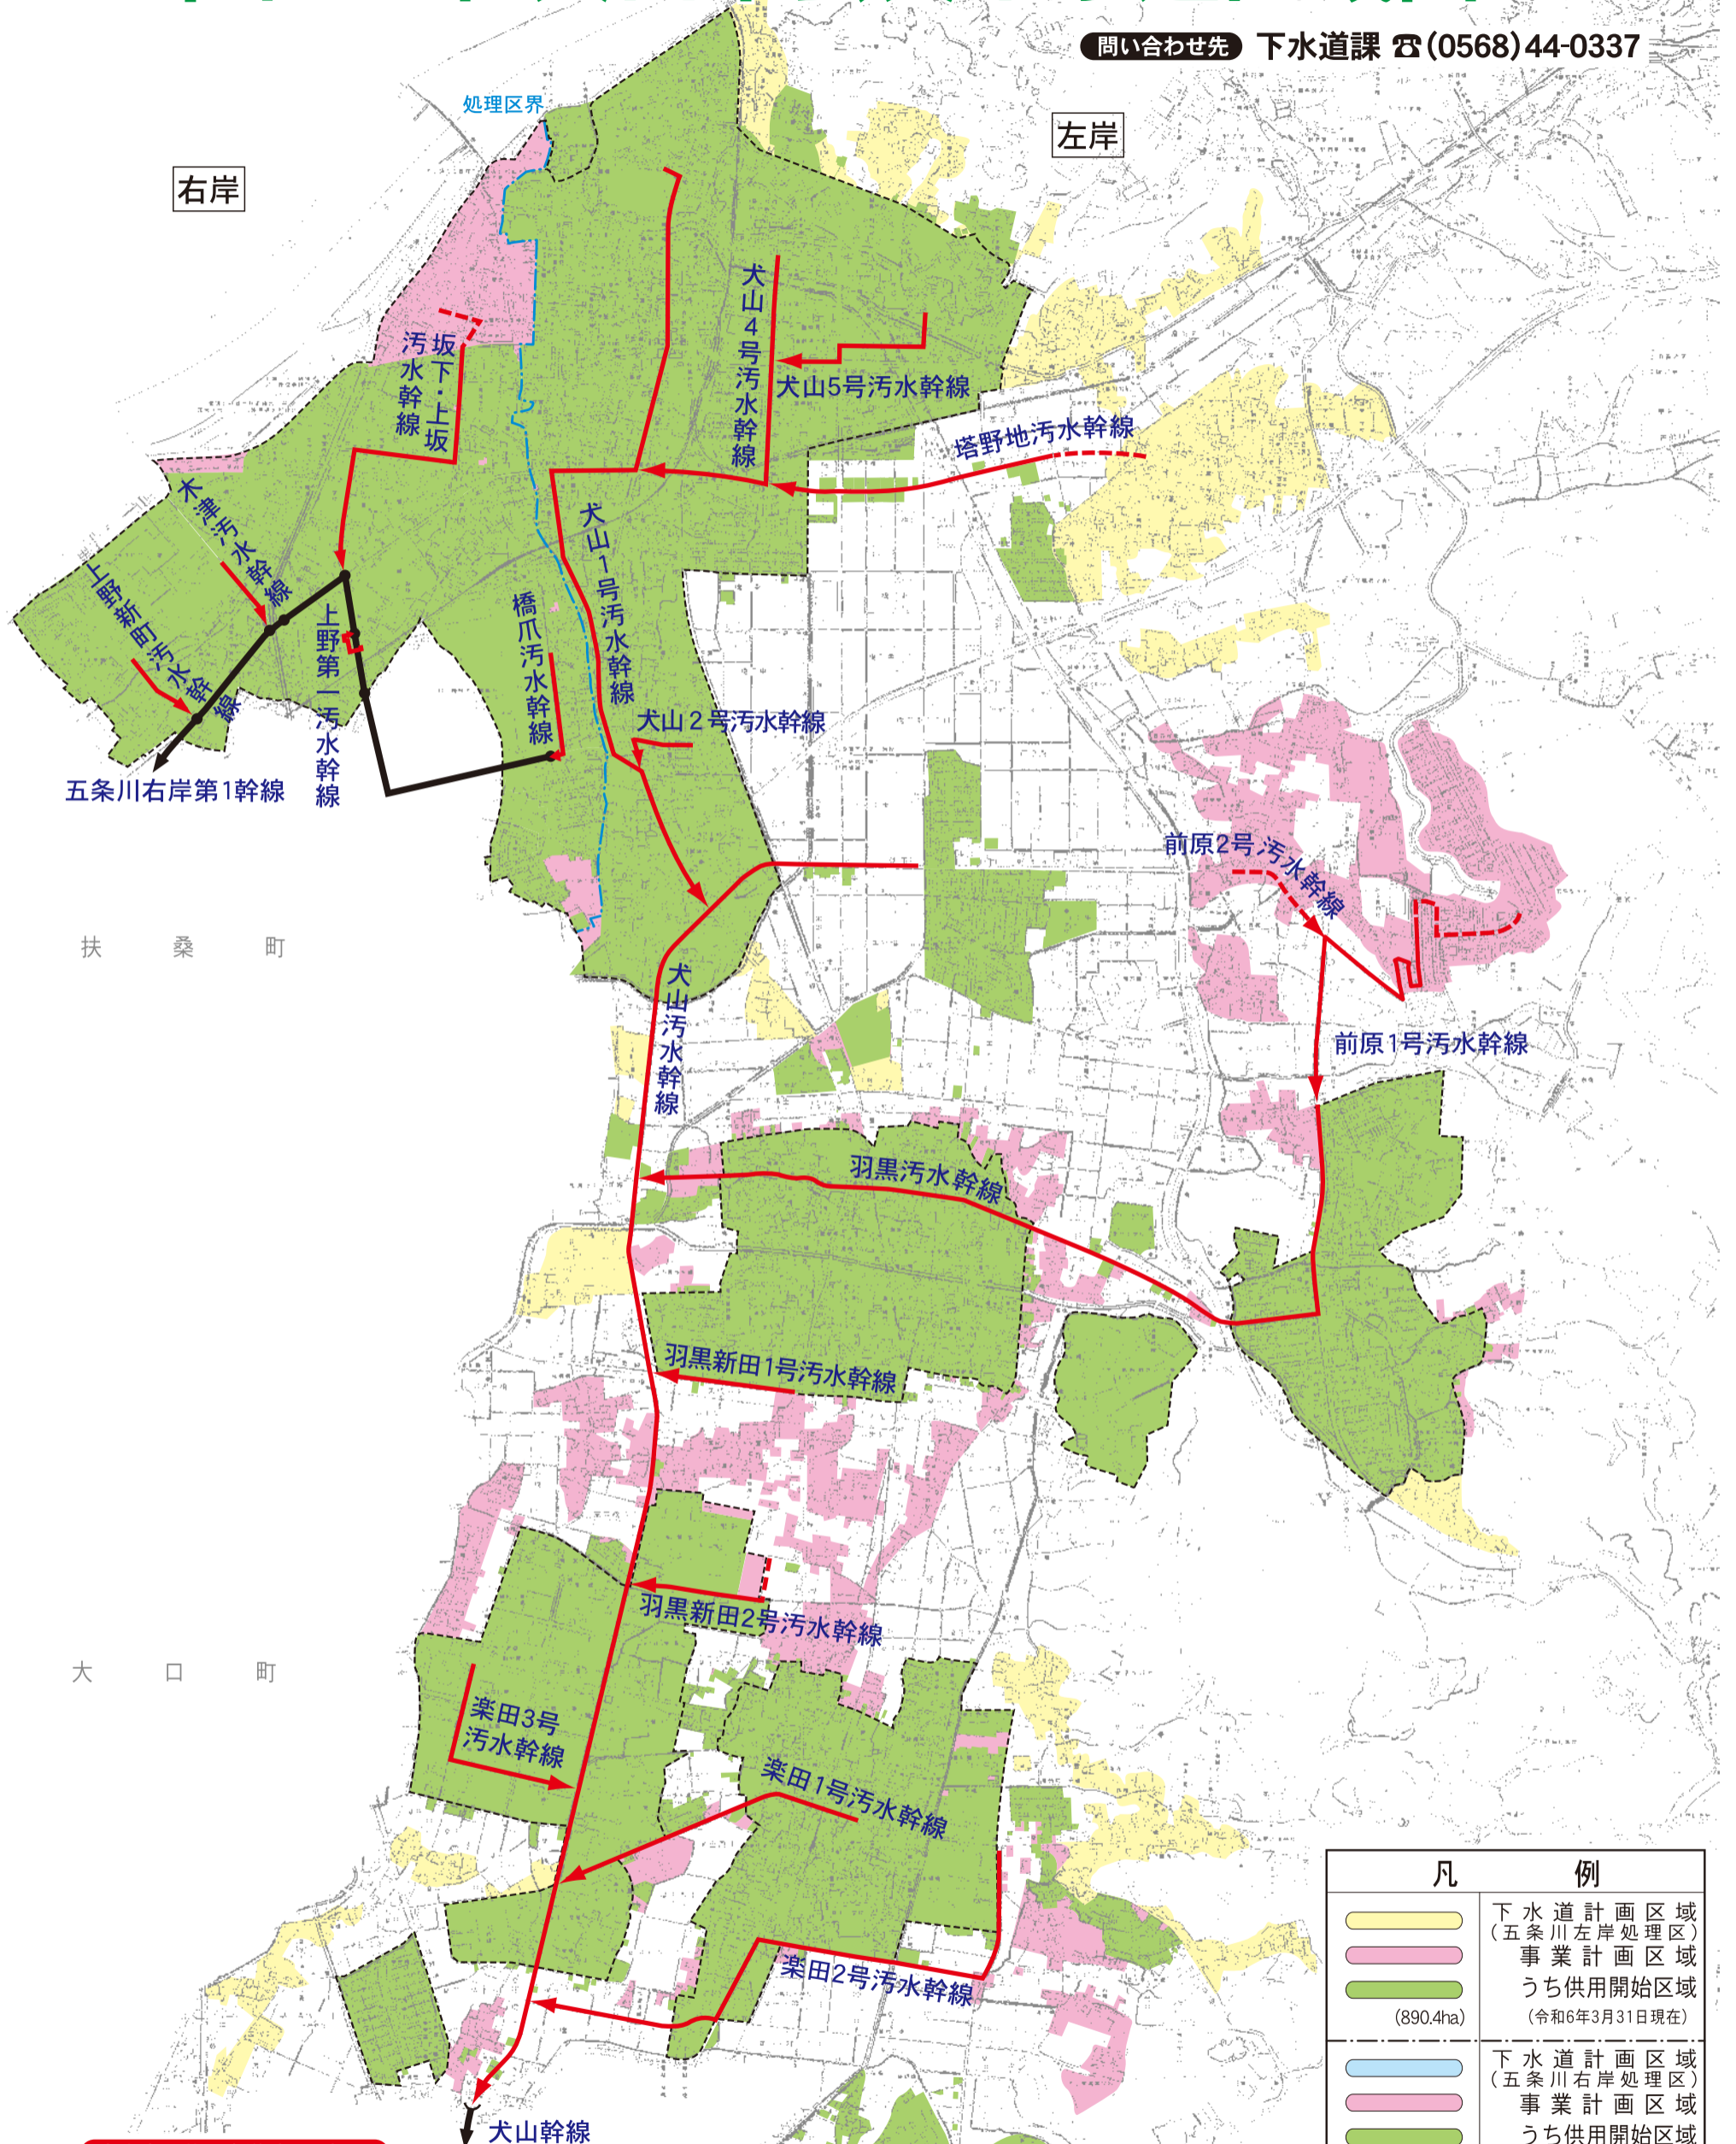 問い合わせ先 下水道課 ☎(0568)44-0337
処理区界
左岸
右岸
犬山4号汚水幹線
坂下・上坂
汚水幹線
犬山5号汚水幹線
塔野地汚水幹線
木津汚水幹線
犬山1号汚水幹線
上野新町汚水幹線
橋爪汚水幹線
上野第一汚水幹線
犬山2号汚水幹線
五条川右岸第1幹線
前原2号汚水幹線
扶桑町
犬山汚水幹線
前原1号汚水幹線
羽黒汚水幹線
羽黒新田1号汚水幹線
羽黒新田2号汚水幹線
大口町
楽田3号
汚水幹線
楽田1号汚水幹線
楽田2号汚水幹線
犬山幹線
凡例
下水道計画区域
(五条川左岸処理区)
事業計画区域
うち供用開始区域
(890.4ha) (令和6年3月31日現在)
下水道計画区域
(五条川右岸処理区)
事業計画区域
うち供用開始区域